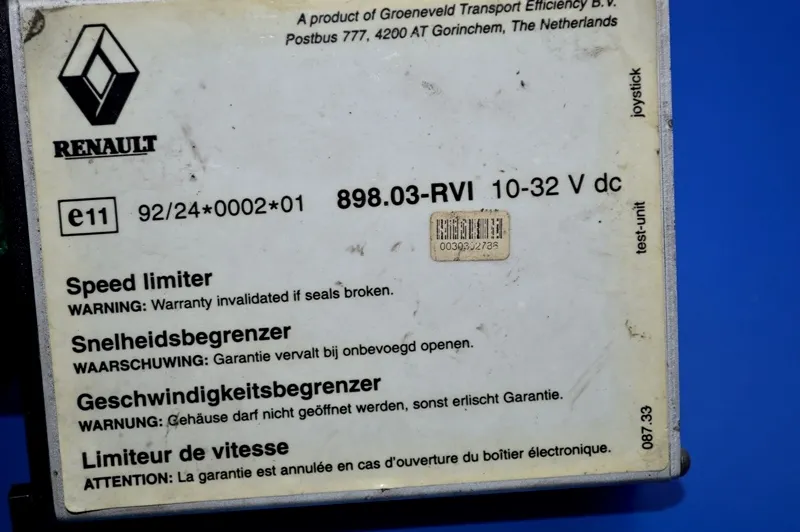 A product of Groeneveld Transport Efficiency B.V.
Postbus 777, 4200 AT Gorinchem, The Netherlands
RENAULT
joystick
e11 92/24*0002*01 898.03-RVI 10-32 V dc
test-unit
Speed limiter
WARNING: Warranty invalidated if seals broken.
Snelheidsbegrenzer
WAARSCHUWING: Garantie vervalt bij onbevoegd openen.
Geschwindigkeitsbegrenzer
WARNUNG: Gehäuse darf nicht geöffnet werden, sonst erlischt Garantie.
087.33
Limiteur de vitesse
ATTENTION: La garantie est annulée en cas d'ouverture du boîtier électronique.